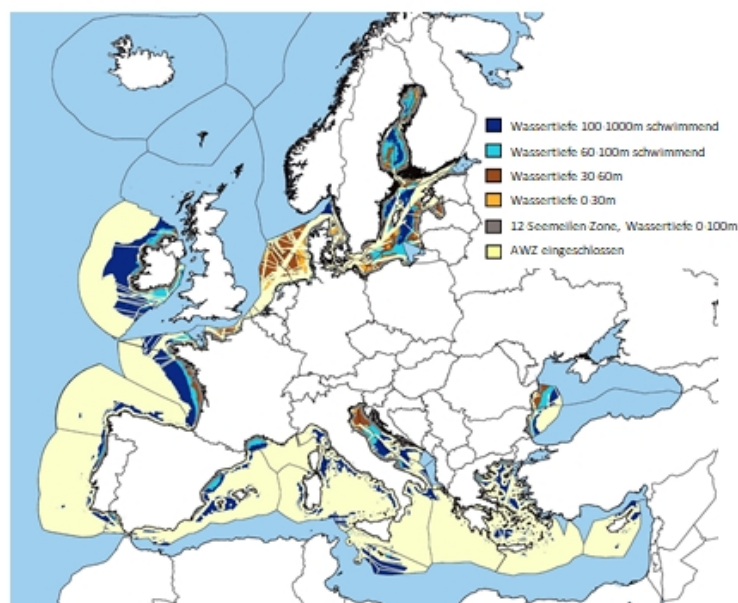 Wassertiefe 100-1000m schwimmend
Wassertiefe 60-100m schwimmend
Wassertiefe 30-60m
Wassertiefe 0-30m
12 Seemeilen Zone, Wassertiefe 0-100m
AWZ eingeschlossen